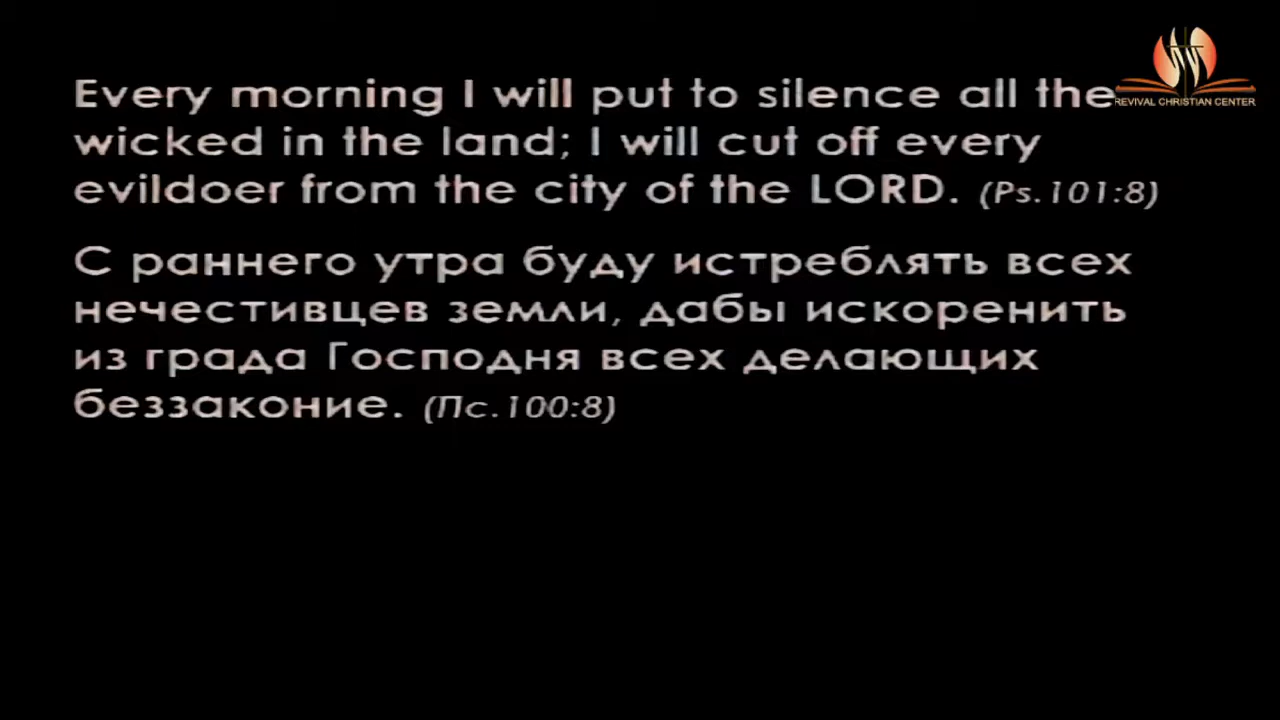 Every morning I will put to silence all the
wicked in the land; I will cut off every
evildoer from the city of the LORD. (Ps.101:8)
С раннего утра буду истреблять всех
нечестивцев земли, дабы искоренить
из града Господня всех делающих
беззаконие. (Пс.100:8)
REVIVAL CHRISTIAN CENTER